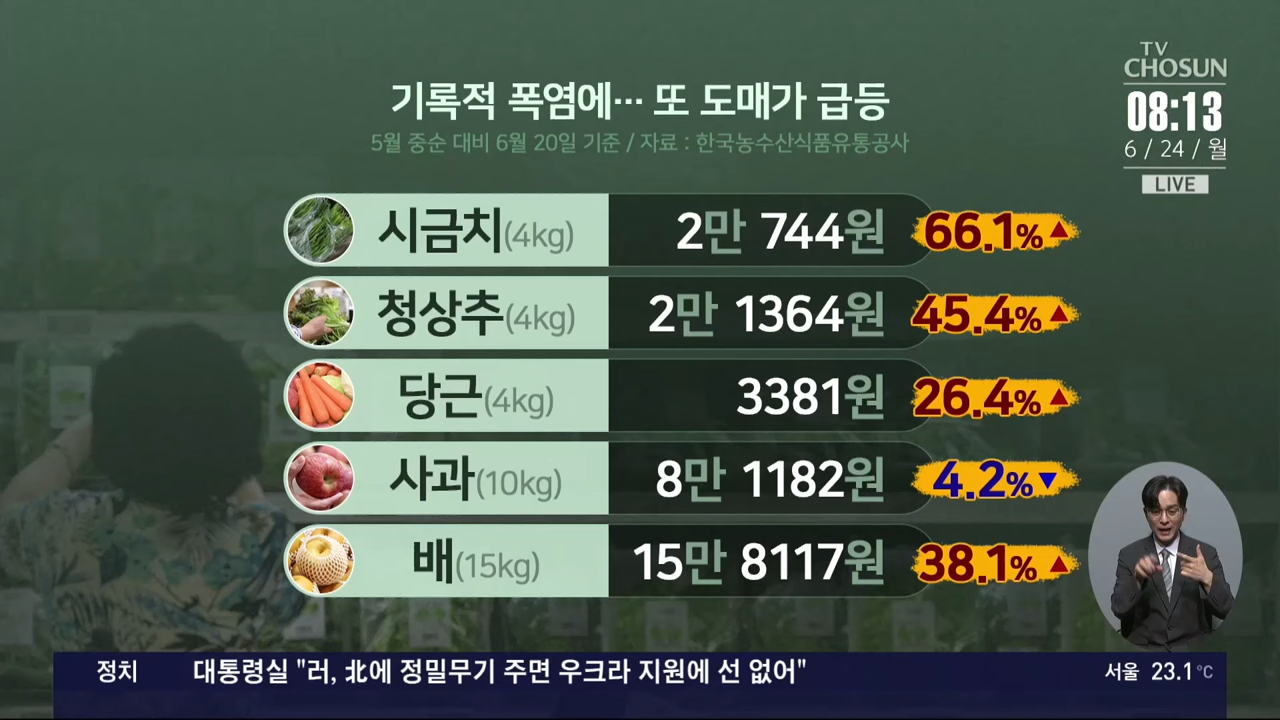 기록적 폭염에… 또 도매가 급등
5월 중순 대비 6월 20일 기준 / 자료 : 한국농수산식품유통공사
TV
CHOSUN
08:13
6 / 24 / 월
LIVE
시금치(4kg) 2만 744원 66.1%▲
청상추(4kg) 2만 1364원 45.4%▲
당근(4kg) 3381원 26.4%▲
사과(10kg) 8만 1182원 4.2%▼
배(15kg) 15만 8117원 38.1%▲
정치 대통령실 "러, 北에 정밀무기 주면 우크라 지원에 선 없어" 서울 23.1℃